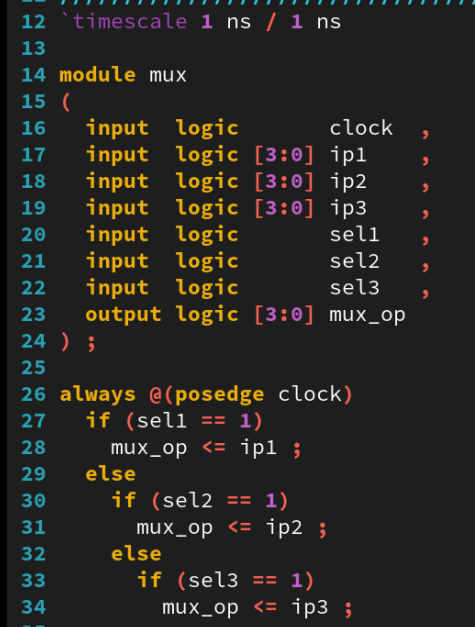 12 `timescale 1 ns / 1 ns
13
14 module mux
15 (
16   input  logic       clock  ,
17   input  logic [3:0] ip1    ,
18   input  logic [3:0] ip2    ,
19   input  logic [3:0] ip3    ,
20   input  logic       sel1   ,
21   input  logic       sel2   ,
22   input  logic       sel3   ,
23   output logic [3:0] mux_op
24 ) ;
25
26 always @(posedge clock)
27   if (sel1 == 1)
28     mux_op <= ip1 ;
29   else
30     if (sel2 == 1)
31       mux_op <= ip2 ;
32     else
33       if (sel3 == 1)
34         mux_op <= ip3 ;